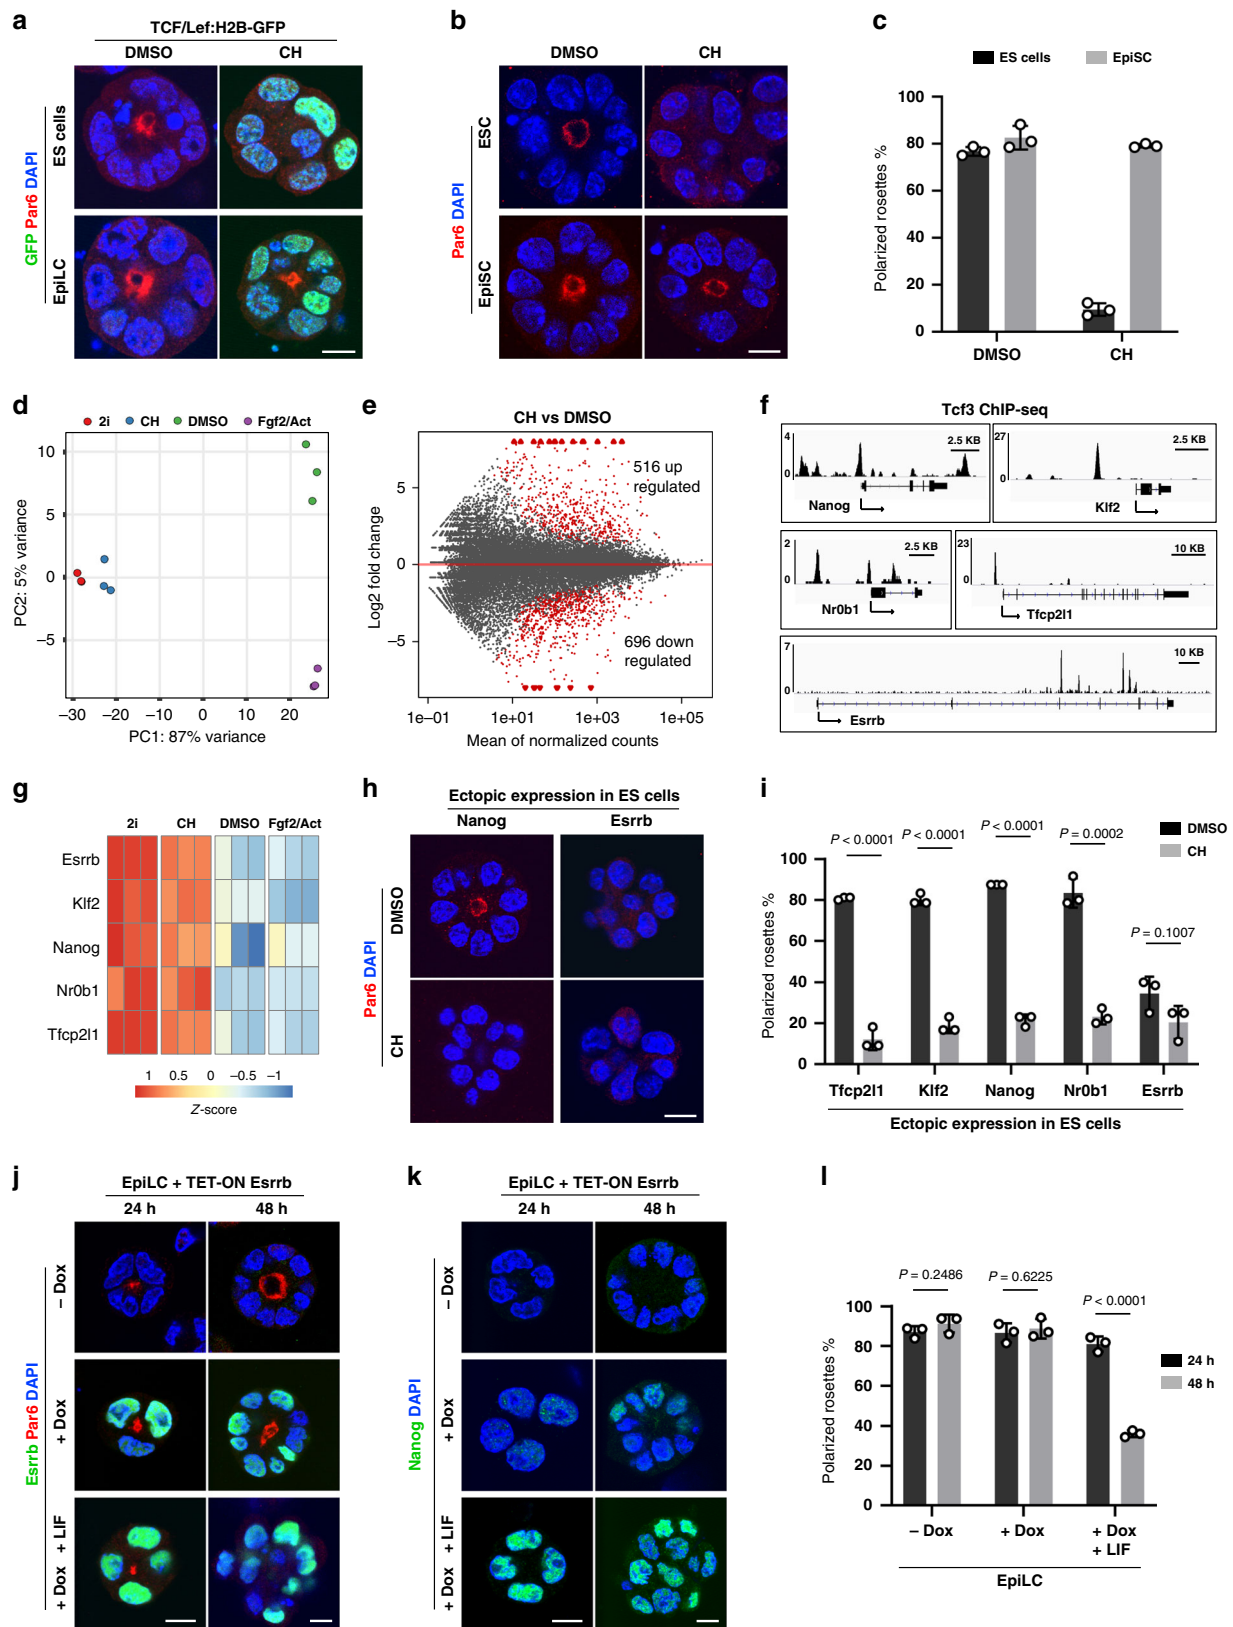 a
TCF/Lef:H2B-GFP
DMSO CH
GFP Par6 DAPI
ES cells
EpiLC
b
DMSO CH
Par6 DAPI
ESC
EpiSC
c
ES cells EpiSC
Polarized rosettes %
100
80
60
40
20
0
DMSO CH
d
2i CH DMSO Fgf2/Act
PC2: 5% variance
10
5
0
−5
−30 −20 −10 0 10 20
PC1: 87% variance
e
CH vs DMSO
Log2 fold change
516 up
regulated
5
0
−5
696 down
regulated
1e−01 1e+01 1e+03 1e+05
Mean of normalized counts
f
Tcf3 ChIP-seq
4
0
2.5 KB
Nanog
27
0
2.5 KB
Klf2
2
0
2.5 KB
Nr0b1
23
0
10 KB
Tfcp2l1
7
0
10 KB
Esrrb
g
2i CH DMSO Fgf2/Act
Esrrb
Klf2
Nanog
Nr0b1
Tfcp2l1
1 0.5 0 −0.5 −1
Z-score
h
Ectopic expression in ES cells
Nanog Esrrb
Par6 DAPI
DMSO
CH
i
DMSO
CH
P < 0.0001 P < 0.0001 P < 0.0001 P = 0.0002 P = 0.1007
Polarized rosettes %
100
80
60
40
20
0
Tfcp2l1 Klf2 Nanog Nr0b1 Esrrb
Ectopic expression in ES cells
j
EpiLC + TET-ON Esrrb
24 h 48 h
Esrrb Par6 DAPI
− Dox
+ Dox
+ Dox + LIF
k
EpiLC + TET-ON Esrrb
24 h 48 h
Nanog DAPI
− Dox
+ Dox
+ Dox + LIF
l
P = 0.2486 P = 0.6225 P < 0.0001
24 h
48 h
Polarized rosettes %
100
80
60
40
20
0
− Dox + Dox + Dox
+ LIF
EpiLC